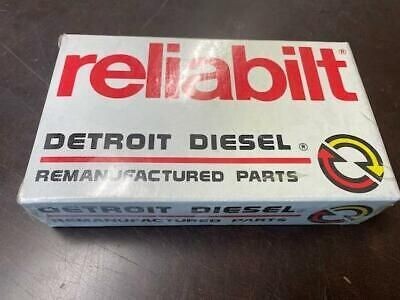 reliabilt®
DETROIT DIESEL®
REMANUFACTURED PARTS
DETROIT DIESEL®
REMANUFACTURED PARTS